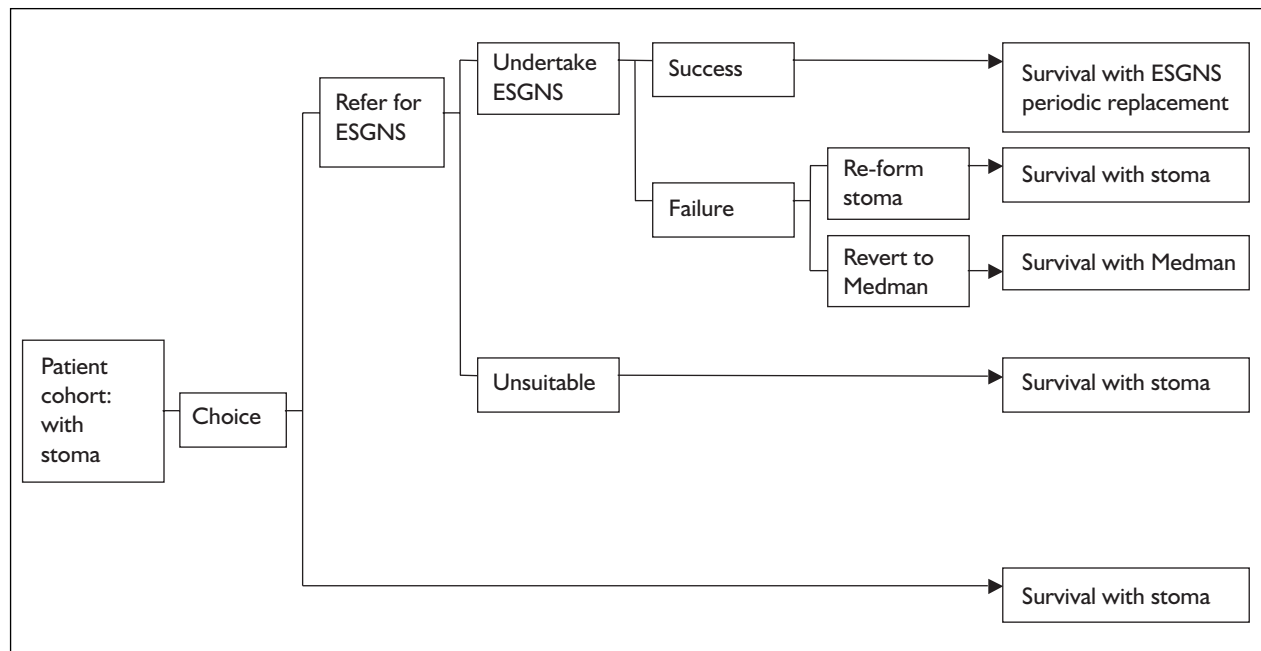 Undertake
ESGNS
Success
Survival with ESGNS
periodic replacement
Refer for
ESGNS
Re-form
stoma
Survival with stoma
Failure
Revert to
Medman
Survival with Medman
Patient
cohort:
with
stoma
Choice
Unsuitable
Survival with stoma
Survival with stoma